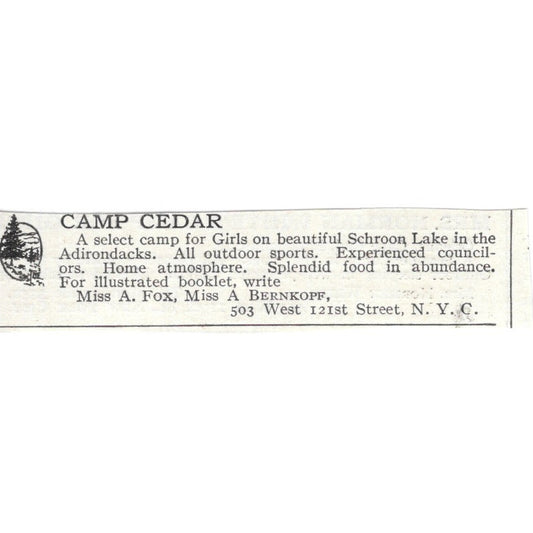 CAMP CEDAR
A select camp for Girls on beautiful Schroon Lake in the
Adirondacks. All outdoor sports. Experienced council-
ors. Home atmosphere. Splendid food in abundance.
For illustrated booklet, write
Miss A. Fox, Miss A Bernkopf,
503 West 121st Street, N. Y. C.